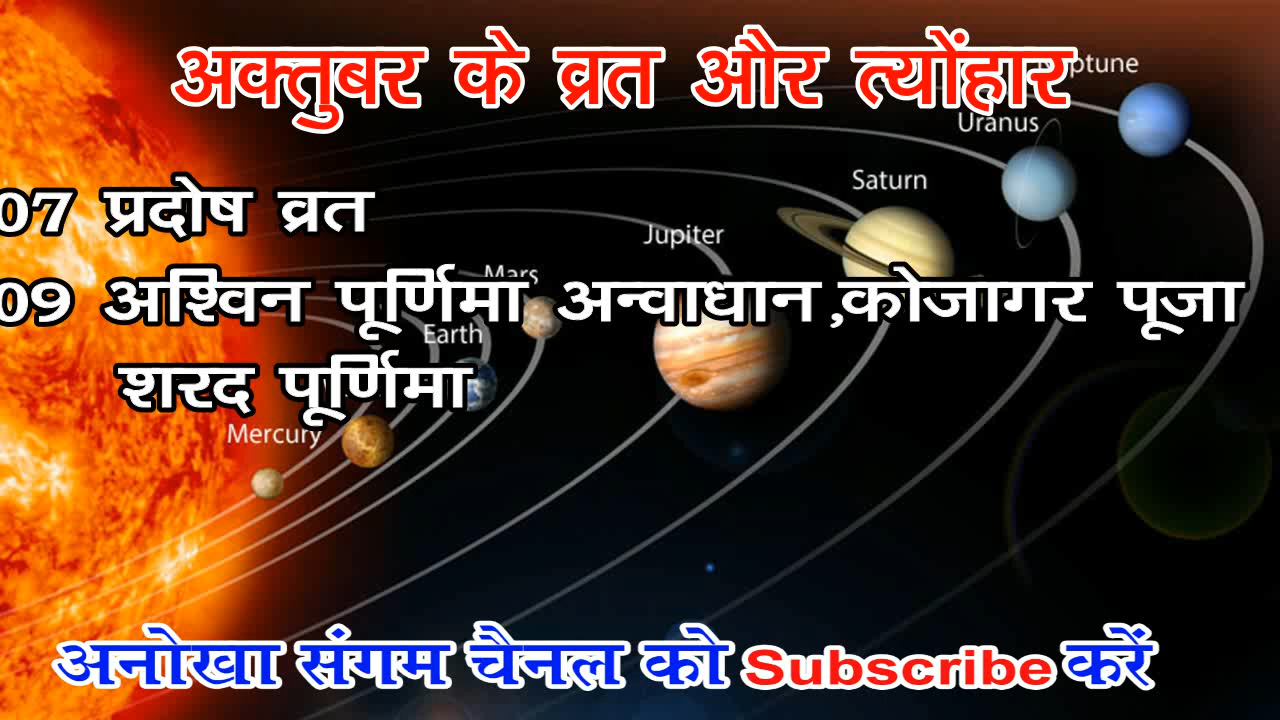 अक्तुबर के व्रत और त्योंहार
Uranus
Saturn
07 प्रदोष व्रत
Jupiter
Mars
09 अश्विन पूर्णिमा अन्वाधान ,कोजागर पूजा
Earth
शरद पूर्णिमा
Mercury
अनोखा संगम चैनल को Subscribe करें